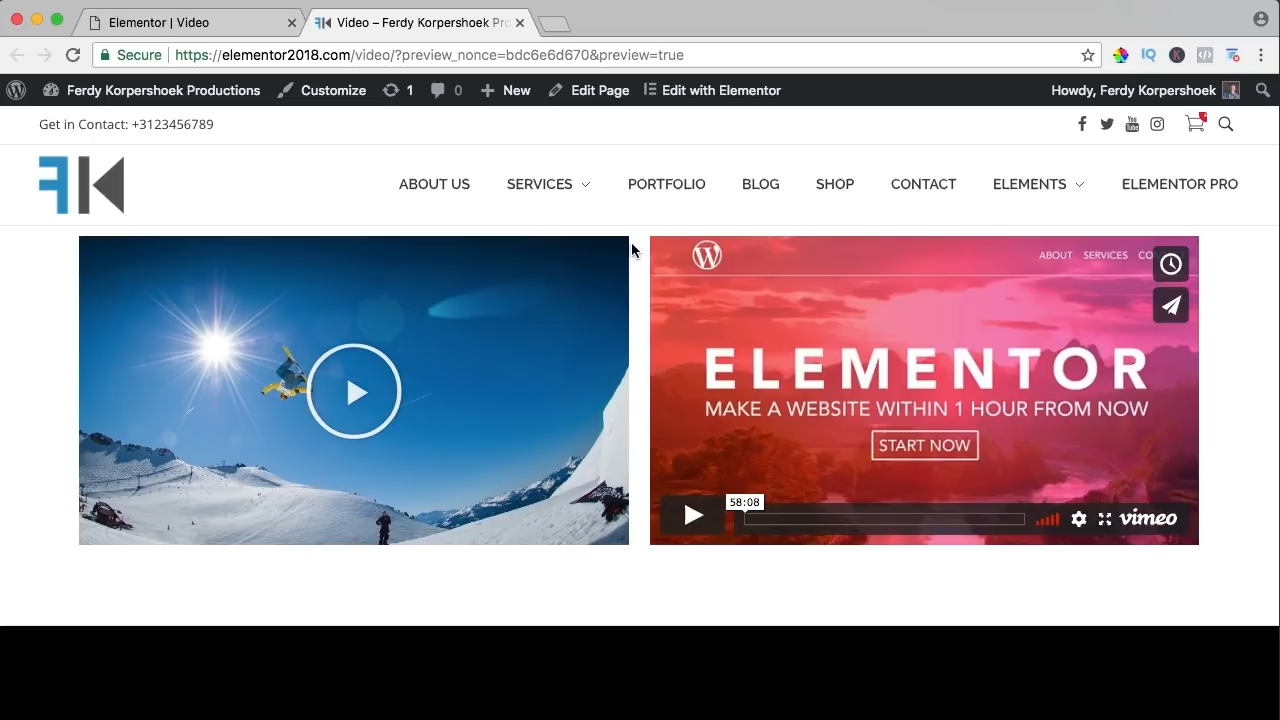 Elementor | Video
Video – Ferdy Korpershoek Pro
Secure
https://elementor2018.com/video/?preview_nonce=bdc6e6d670&preview=true
Ferdy Korpershoek Productions
Customize
1
0
New
Edit Page
Edit with Elementor
Howdy, Ferdy Korpershoek
Get in Contact: +3123456789
FK
ABOUT US
SERVICES
PORTFOLIO
BLOG
SHOP
CONTACT
ELEMENTS
ELEMENTOR PRO
ABOUT
SERVICES
CO
ELEMENTOR
MAKE A WEBSITE WITHIN 1 HOUR FROM NOW
START NOW
58:08
vimeo